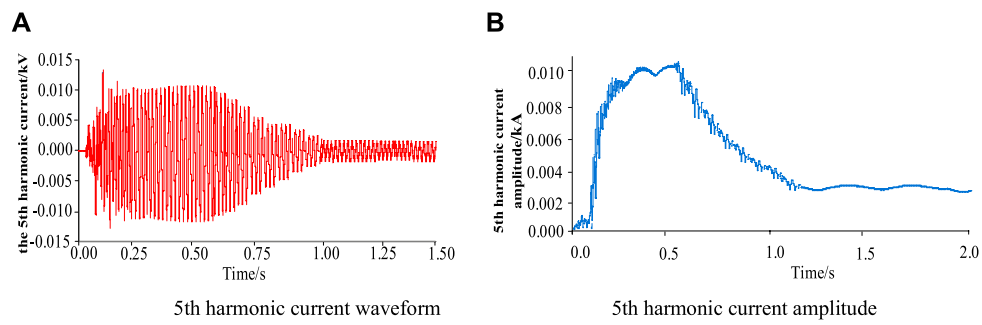 A
the 5th harmonic current/kV
0.015
0.010
0.005
0.000
-0.005
-0.010
-0.015
0.00 0.25 0.50 0.75 1.00 1.25 1.50
Time/s
5th harmonic current waveform
B
5th harmonic current
amplitude/kA
0.010
0.008
0.006
0.004
0.002
0.000
0.0 0.5 1.0 1.5 2.0
Time/s
5th harmonic current amplitude